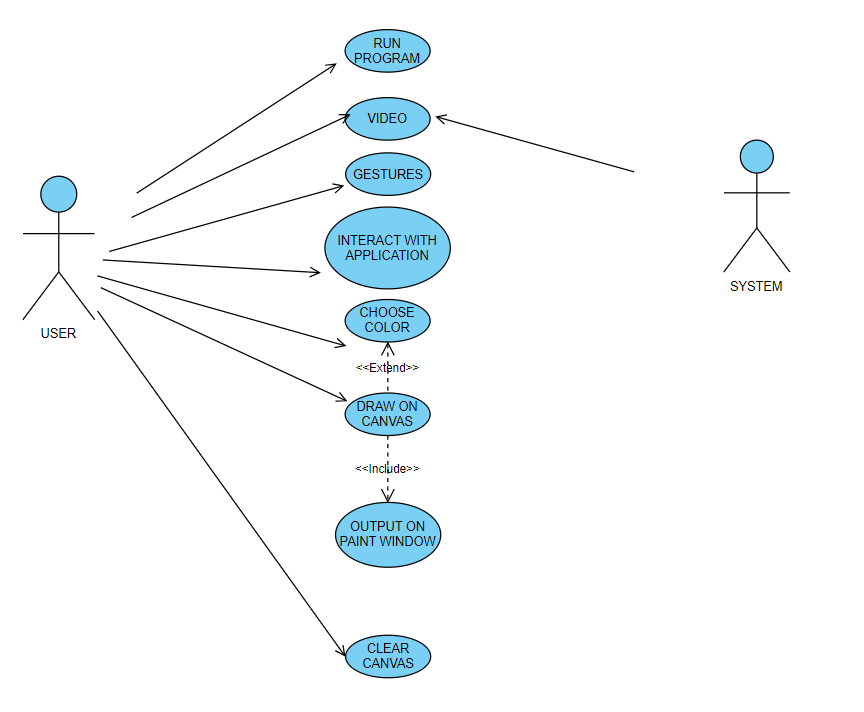 RUN
PROGRAM
VIDEO
GESTURES
INTERACT WITH
APPLICATION
SYSTEM
CHOOSE
COLOR
USER
<<Extend>>
DRAW ON
CANVAS
<<Include>>
OUTPUT ON
PAINT WINDOW
CLEAR
CANVAS